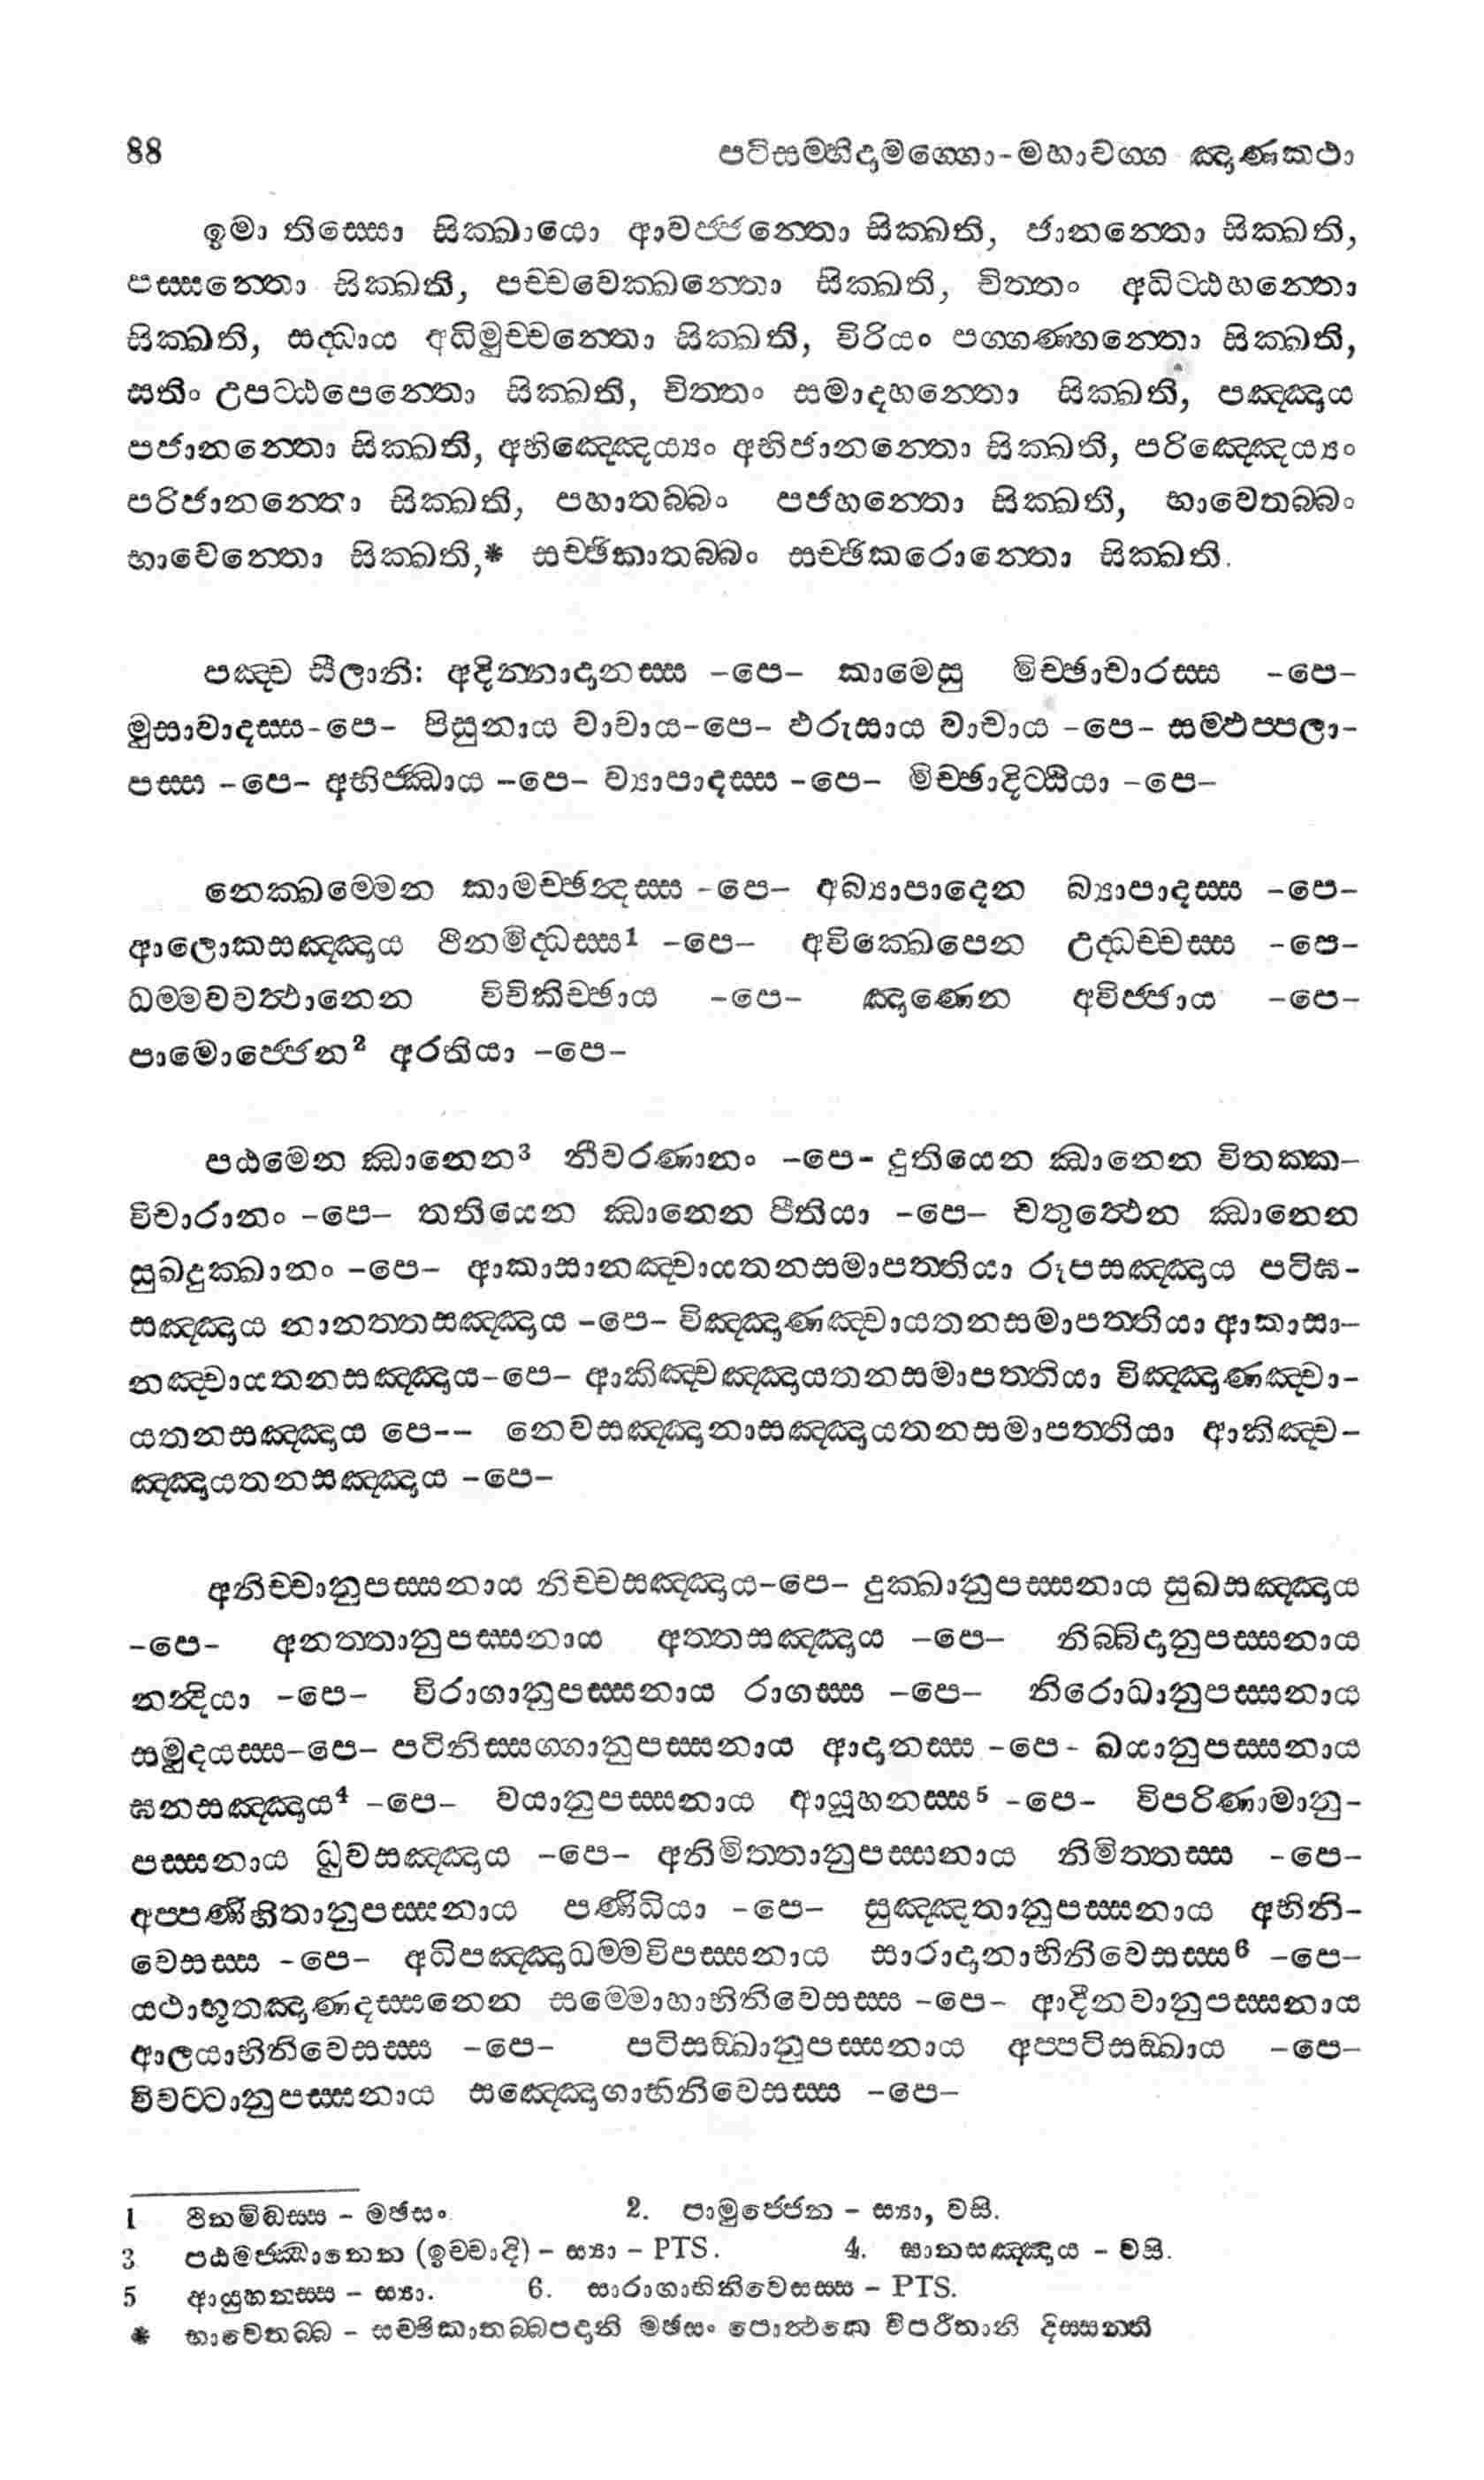 88 පටිසම්භිදාමග්ගො-මහාවග්ග ඤාණකථා
ඉමා තිස්සො සික්ඛායො ආවජ්ජන්තො සික්ඛති, ජානන්තො සික්ඛති,
පස්සන්තො සික්ඛති, පච්චවෙක්ඛන්තො සික්ඛති, චිත්තං අධිට්ඨහන්තො
සික්ඛති, සද්ධාය අධිමුච්චන්තො සික්ඛති, විරියං පග්ගණ්හන්තො සික්ඛති,
සතිං උපට්ඨපෙන්තො සික්ඛති, චිත්තං සමාදහන්තො සික්ඛති, පඤ්ඤාය
පජානන්තො සික්ඛති, අභිඤ්ඤෙය්‍යං අභිජානන්තො සික්ඛති, පරිඤ්ඤෙය්‍යං
පරිජානන්තො සික්ඛති, පහාතබ්බං පජහන්තො සික්ඛති, භාවෙතබ්බං
භාවෙන්තො සික්ඛති,* සච්ඡිකාතබ්බං සච්ඡිකරොන්තො සික්ඛති.
පඤ්ච සීලානි: අදින්නාදානස්ස -පෙ- කාමෙසු මිච්ඡාචාරස්ස -පෙ-
මුසාවාදස්ස-පෙ- පිසුනාය වාචාය-පෙ- ඵරුසාය වාචාය -පෙ- සම්ඵප්පලා-
පස්ස -පෙ- අභිජ්ඣාය -පෙ- ව්‍යාපාදස්ස -පෙ- මිච්ඡාදිට්ඨියා -පෙ-
නෙක්ඛම්මෙන කාමච්ඡන්දස්ස -පෙ- අබ්‍යාපාදෙන බ්‍යාපාදස්ස -පෙ-
ආලොකසඤ්ඤාය ථීනමිද්ධස්ස¹ -පෙ- අවික්ඛෙපෙන උද්ධච්චස්ස -පෙ-
ධම්මවවත්ථානෙන විචිකිච්ඡාය -පෙ- ඤාණෙන අවිජ්ජාය -පෙ-
පාමොජ්ජෙන² අරතියා -පෙ-
පඨමෙන ඣානෙන³ නීවරණානං -පෙ- දුතියෙන ඣානෙන විතක්ක-
විචාරානං -පෙ- තතියෙන ඣානෙන පීතියා -පෙ- චතුත්ථෙන ඣානෙන
සුඛදුක්ඛානං -පෙ- ආකාසානඤ්චායතනසමාපත්තියා රූපසඤ්ඤාය පටිඝ-
සඤ්ඤාය නානත්තසඤ්ඤාය -පෙ- විඤ්ඤාණඤ්චායතනසමාපත්තියා ආකාසා-
නඤ්චායතනසඤ්ඤාය-පෙ- ආකිඤ්චඤ්ඤායතනසමාපත්තියා විඤ්ඤාණඤ්චා-
යතනසඤ්ඤාය පෙ-- නෙවසඤ්ඤානාසඤ්ඤායතනසමාපත්තියා ආකිඤ්ච-
ඤ්ඤායතනසඤ්ඤාය -පෙ-
අනිච්චානුපස්සනාය නිච්චසඤ්ඤාය-පෙ- දුක්ඛානුපස්සනාය සුඛසඤ්ඤාය
-පෙ- අනත්තානුපස්සනාය අත්තසඤ්ඤාය -පෙ- නිබ්බිදානුපස්සනාය
නන්දියා -පෙ- විරාගානුපස්සනාය රාගස්ස -පෙ- නිරොධානුපස්සනාය
සමුදයස්ස-පෙ- පටිනිස්සග්ගානුපස්සනාය ආදානස්ස -පෙ- ඛයානුපස්සනාය
ඝනසඤ්ඤාය⁴ -පෙ- වයානුපස්සනාය ආයූහනස්ස⁵ -පෙ- විපරිණාමානු-
පස්සනාය ධුවසඤ්ඤාය -පෙ- අනිමිත්තානුපස්සනාය නිමිත්තස්ස -පෙ-
අප්පණිහිතානුපස්සනාය පණිධියා -පෙ- සුඤ්ඤතානුපස්සනාය අභිනි-
වෙසස්ස -පෙ- අධිපඤ්ඤාධම්මවිපස්සනාය සාරාදානාභිනිවෙසස්ස⁶ -පෙ-
යථාභූතඤාණදස්සනෙන සම්මොහාභිනිවෙසස්ස -පෙ- ආදීනවානුපස්සනාය
ආලයාභිනිවෙසස්ස -පෙ- පටිසඞ්ඛානුපස්සනාය අප්පටිසඞ්ඛාය -පෙ-
විවට්ටානුපස්සනාය සඤ්ඤොගාභිනිවෙසස්ස -පෙ-
1 ථිනමිඬස්ස - මඡසං. 2. පාමුජ්ජෙන - ස්‍යා, වසි.
3 පඨමජ්ඣානෙන (ඉච්චාදි) - ස්‍යා - PTS. 4. ඝානසඤ්ඤාය - වසි.
5 ආයුහනස්ස - ස්‍යා. 6. සාරාගාභිනිවෙසස්ස - PTS.
* භාවෙතබ්බ - සච්ඡිකාතබ්බපදානි මඡසං පොත්ථකෙ විපරීතානි දිස්සන්ති